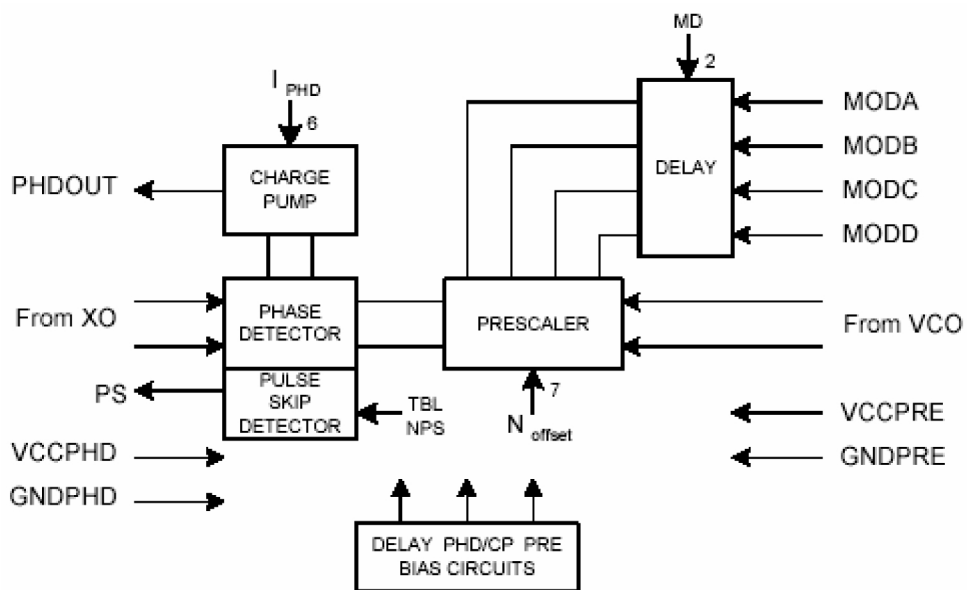 MD
2
I PHD
6
MODA
MODB
CHARGE
PUMP
DELAY
PHDOUT
MODC
MODD
From XO
PHASE
DETECTOR
PRESCALER
From VCO
PS
PULSE
SKIP
DETECTOR
TBL
NPS
7
N offset
VCCPRE
VCCPHD
GNDPRE
GNDPHD
DELAY PHD/CP PRE
BIAS CIRCUITS